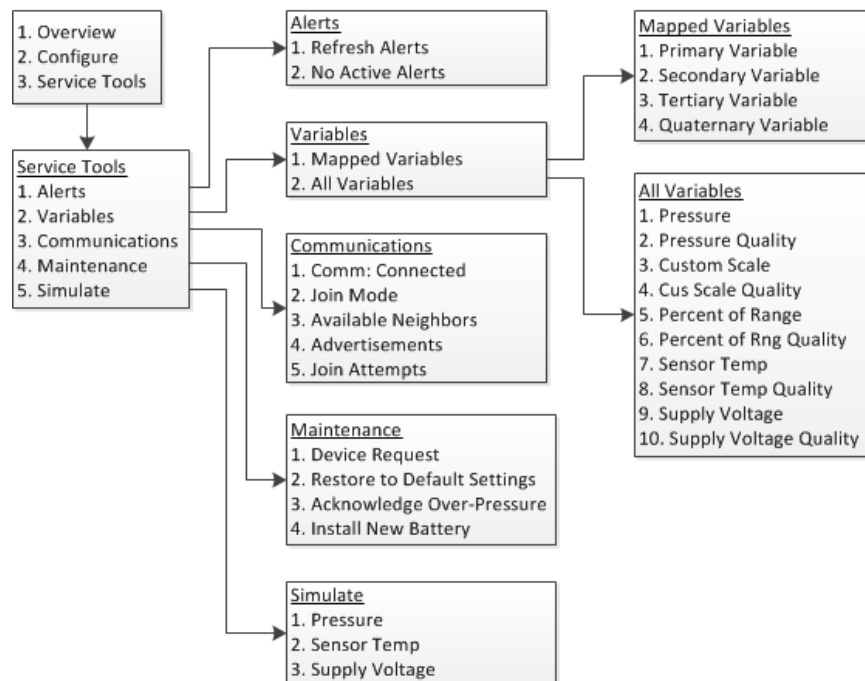 1. Overview
2. Configure
3. Service Tools
Service Tools
1. Alerts
2. Variables
3. Communications
4. Maintenance
5. Simulate
Alerts
1. Refresh Alerts
2. No Active Alerts
Variables
1. Mapped Variables
2. All Variables
Communications
1. Comm: Connected
2. Join Mode
3. Available Neighbors
4. Advertisements
5. Join Attempts
Maintenance
1. Device Request
2. Restore to Default Settings
3. Acknowledge Over-Pressure
4. Install New Battery
Simulate
1. Pressure
2. Sensor Temp
3. Supply Voltage
Mapped Variables
1. Primary Variable
2. Secondary Variable
3. Tertiary Variable
4. Quaternary Variable
All Variables
1. Pressure
2. Pressure Quality
3. Custom Scale
4. Cus Scale Quality
5. Percent of Range
6. Percent of Rng Quality
7. Sensor Temp
8. Sensor Temp Quality
9. Supply Voltage
10. Supply Voltage Quality